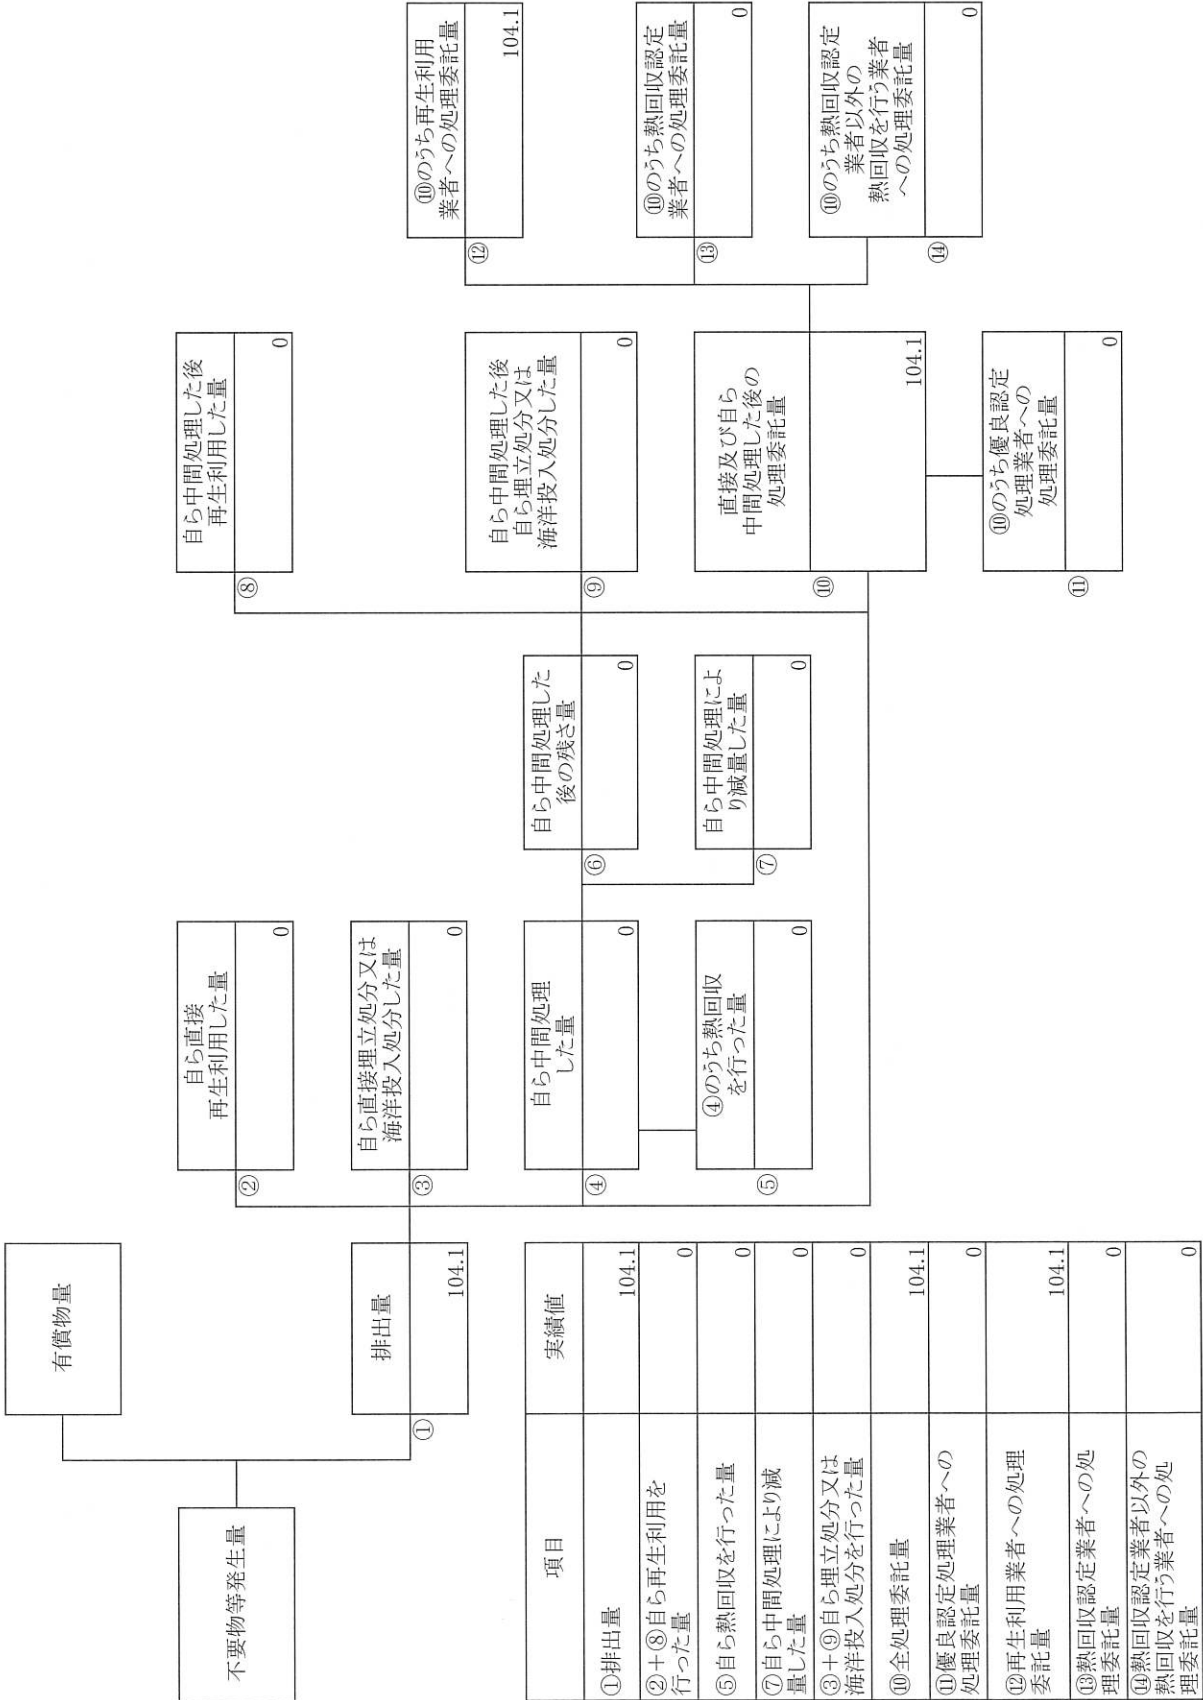 不要物等発生量
有償物量
①
排出量
104.1
②
自ら直接
再生利用した量
0
③
自ら直接埋立処分又は
海洋投入処分した量
0
④
自ら中間処理
した量
0
⑤
④のうち熱回収
を行った量
0
⑥
自ら中間処理した
後の残さ量
0
⑦
自ら中間処理によ
り減量した量
0
⑧
自ら中間処理した後
再生利用した量
0
⑨
自ら中間処理した後
自ら埋立処分又は
海洋投入処分した量
0
⑩
直接及び自ら
中間処理した後の
処理委託量
104.1
⑪
⑩のうち優良認定
処理業者への
処理委託量
0
⑫
⑩のうち再生利用
業者への処理委託量
104.1
⑬
⑩のうち熱回収認定
業者への処理委託量
0
⑭
⑩のうち熱回収認定
業者以外の
熱回収を行う業者
への処理委託量
0
項目 実績値
①排出量 104.1
②+⑧自ら再生利用を
行った量 0
⑤自ら熱回収を行った量 0
⑦自ら中間処理により減
量した量 0
③+⑨自ら埋立処分又は
海洋投入処分を行った量 0
⑩全処理委託量 104.1
⑪優良認定処理業者への
処理委託量 0
⑫再生利用業者への処理
委託量 104.1
⑬熱回収認定業者への処
理委託量 0
⑭熱回収認定業者以外の
熱回収を行う業者への処
理委託量 0